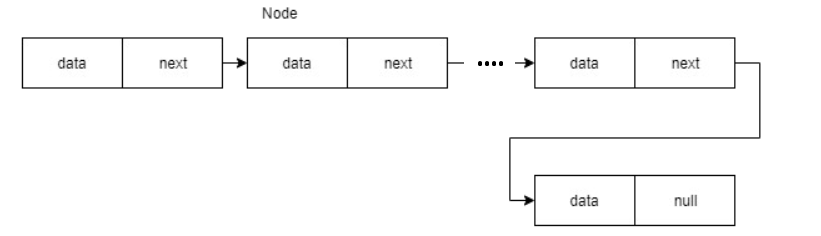 Node
data next data next .... data next
data null